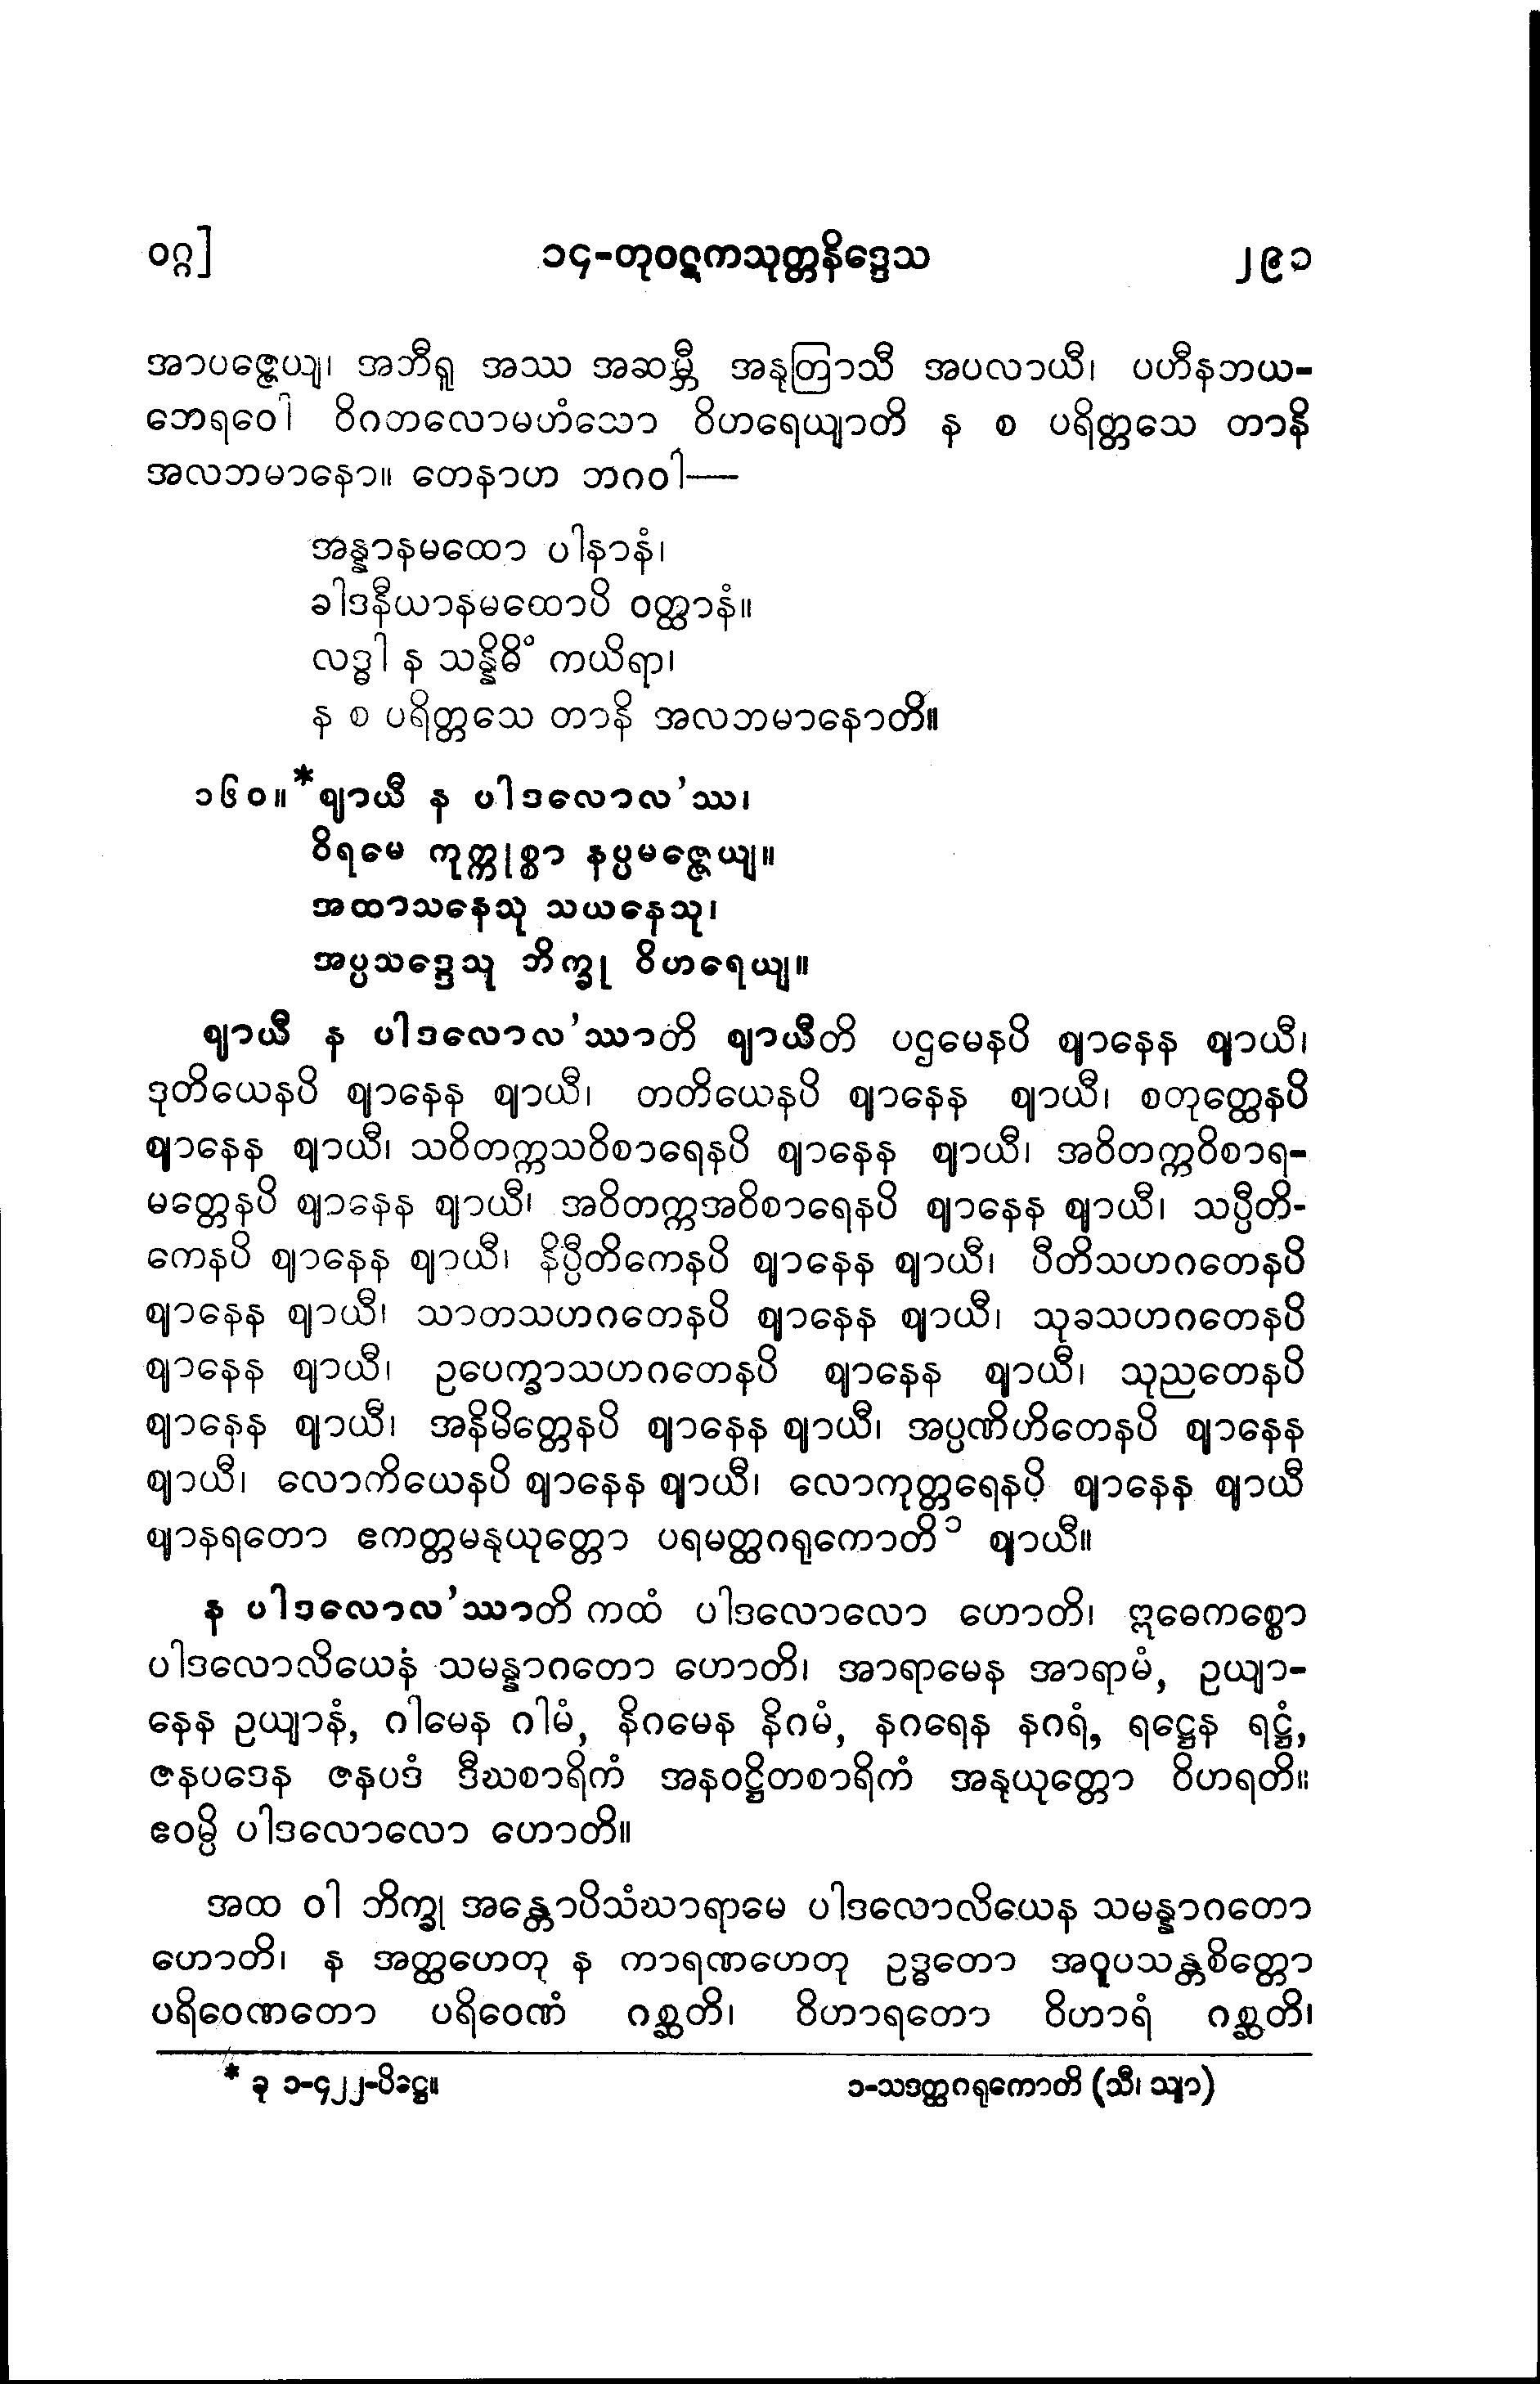 ဝဂ္ဂ]
၁၄-တုဝဋ္ဋကသုတ္တနိဒ္ဒေသ
၂၉၁
အာပဇ္ဇေယျ၊ အဘီရူ အဿ အဆမ္ဘီ အနုတြာသီ အပလာယီ၊ ပဟီနဘယ-
ဘေရဝေါ ဝိဂတလောမဟံသော ဝိဟရေယျာတိ န စ ပရိတ္တသေ တာနိ
အလဘမာနော။ တေနာဟ ဘဂဝါ—
အန္နာနမထော ပါနာနံ၊
ခါဒနီယာနမထောပိ ဝတ္ထာနံ။
လဒ္ဓါ န သန္နိဓိံ ကယိရာ၊
န စ ပရိတ္တသေ တာနိ အလဘမာနောတိ။
၁၆၀။ *ဈာယီ န ပါဒလောလ'ဿ၊
ဝိရမေ ကုက္ကုစ္စာ နပ္ပမဇ္ဇေယျ။
အထာသနေသု သယနေသု၊
အပ္ပသဒ္ဒေသု ဘိက္ခု ဝိဟရေယျ။
ဈာယီ န ပါဒလောလ'ဿာတိ ဈာယီတိ ပဌမေနပိ ဈာနေန ဈာယီ၊
ဒုတိယေနပိ ဈာနေန ဈာယီ၊ တတိယေနပိ ဈာနေန ဈာယီ၊ စတုတ္ထေနပိ
ဈာနေန ဈာယီ၊ သဝိတက္ကသဝိစာရေနပိ ဈာနေန ဈာယီ၊ အဝိတက္ကဝိစာရ-
မတ္တေနပိ ဈာနေန ဈာယီ၊ အဝိတက္ကအဝိစာရေနပိ ဈာနေန ဈာယီ၊ သပ္ပီတိ-
ကေနပိ ဈာနေန ဈာယီ၊ နိပ္ပီတိကေနပိ ဈာနေန ဈာယီ၊ ပီတိသဟဂတေနပိ
ဈာနေန ဈာယီ၊ သာတသဟဂတေနပိ ဈာနေန ဈာယီ၊ သုခသဟဂတေနပိ
ဈာနေန ဈာယီ၊ ဥပေက္ခာသဟဂတေနပိ ဈာနေန ဈာယီ၊ သုညတေနပိ
ဈာနေန ဈာယီ၊ အနိမိတ္တေနပိ ဈာနေန ဈာယီ၊ အပ္ပဏိဟိတေနပိ ဈာနေန
ဈာယီ၊ လောကိယေနပိ ဈာနေန ဈာယီ၊ လောကုတ္တရေနပိ ဈာနေန ဈာယီ
ဈာနရတော ဧကတ္တမနုယုတ္တော ပရမတ္ထဂရုကောတိ၁ ဈာယီ။
န ပါဒလောလ'ဿာတိ ကထံ ပါဒလောလော ဟောတိ၊ ဣဓေကစ္စော
ပါဒလောလိယေန သမန္နာဂတော ဟောတိ၊ အာရာမေန အာရာမံ, ဥယျာ-
နေန ဥယျာနံ, ဂါမေန ဂါမံ, နိဂမေန နိဂမံ, နဂရေန နဂရံ, ရဋ္ဌေန ရဋ္ဌံ,
ဇနပဒေန ဇနပဒံ ဒီဃစာရိကံ အနဝဋ္ဌိတစာရိကံ အနုယုတ္တော ဝိဟရတိ။
ဧဝမ္ပိ ပါဒလောလော ဟောတိ။
အထ ဝါ ဘိက္ခု အန္တောပိသံဃာရာမေ ပါဒလောလိယေန သမန္နာဂတော
ဟောတိ၊ န အတ္ထဟေတု န ကာရဏဟေတု ဥဒ္ဓတော အဝူပသန္တစိတ္တော
ပရိဝေဏတော ပရိဝေဏံ ဂစ္ဆတိ၊ ဝိဟာရတော ဝိဟာရံ ဂစ္ဆတိ၊
* ခု ၁-၄၂၂-ပိဋ္ဌေ။
၁-သဒတ္ထဂရုကောတိ (သီ၊ သျာ)